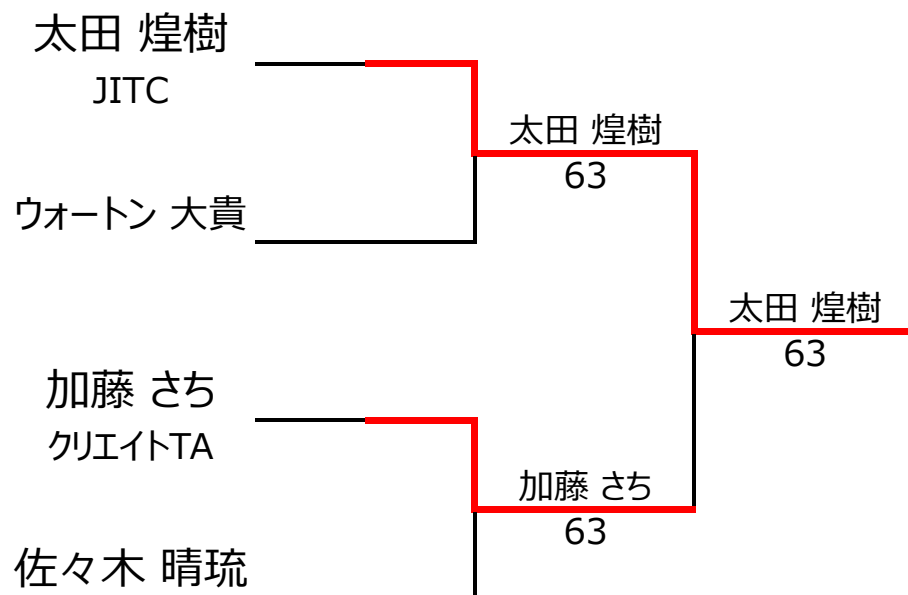 太田 煌樹
JITC
太田 煌樹
63
ウォートン 大貴
太田 煌樹
63
加藤 さち
クリエイトTA
加藤 さち
63
佐々木 晴琉